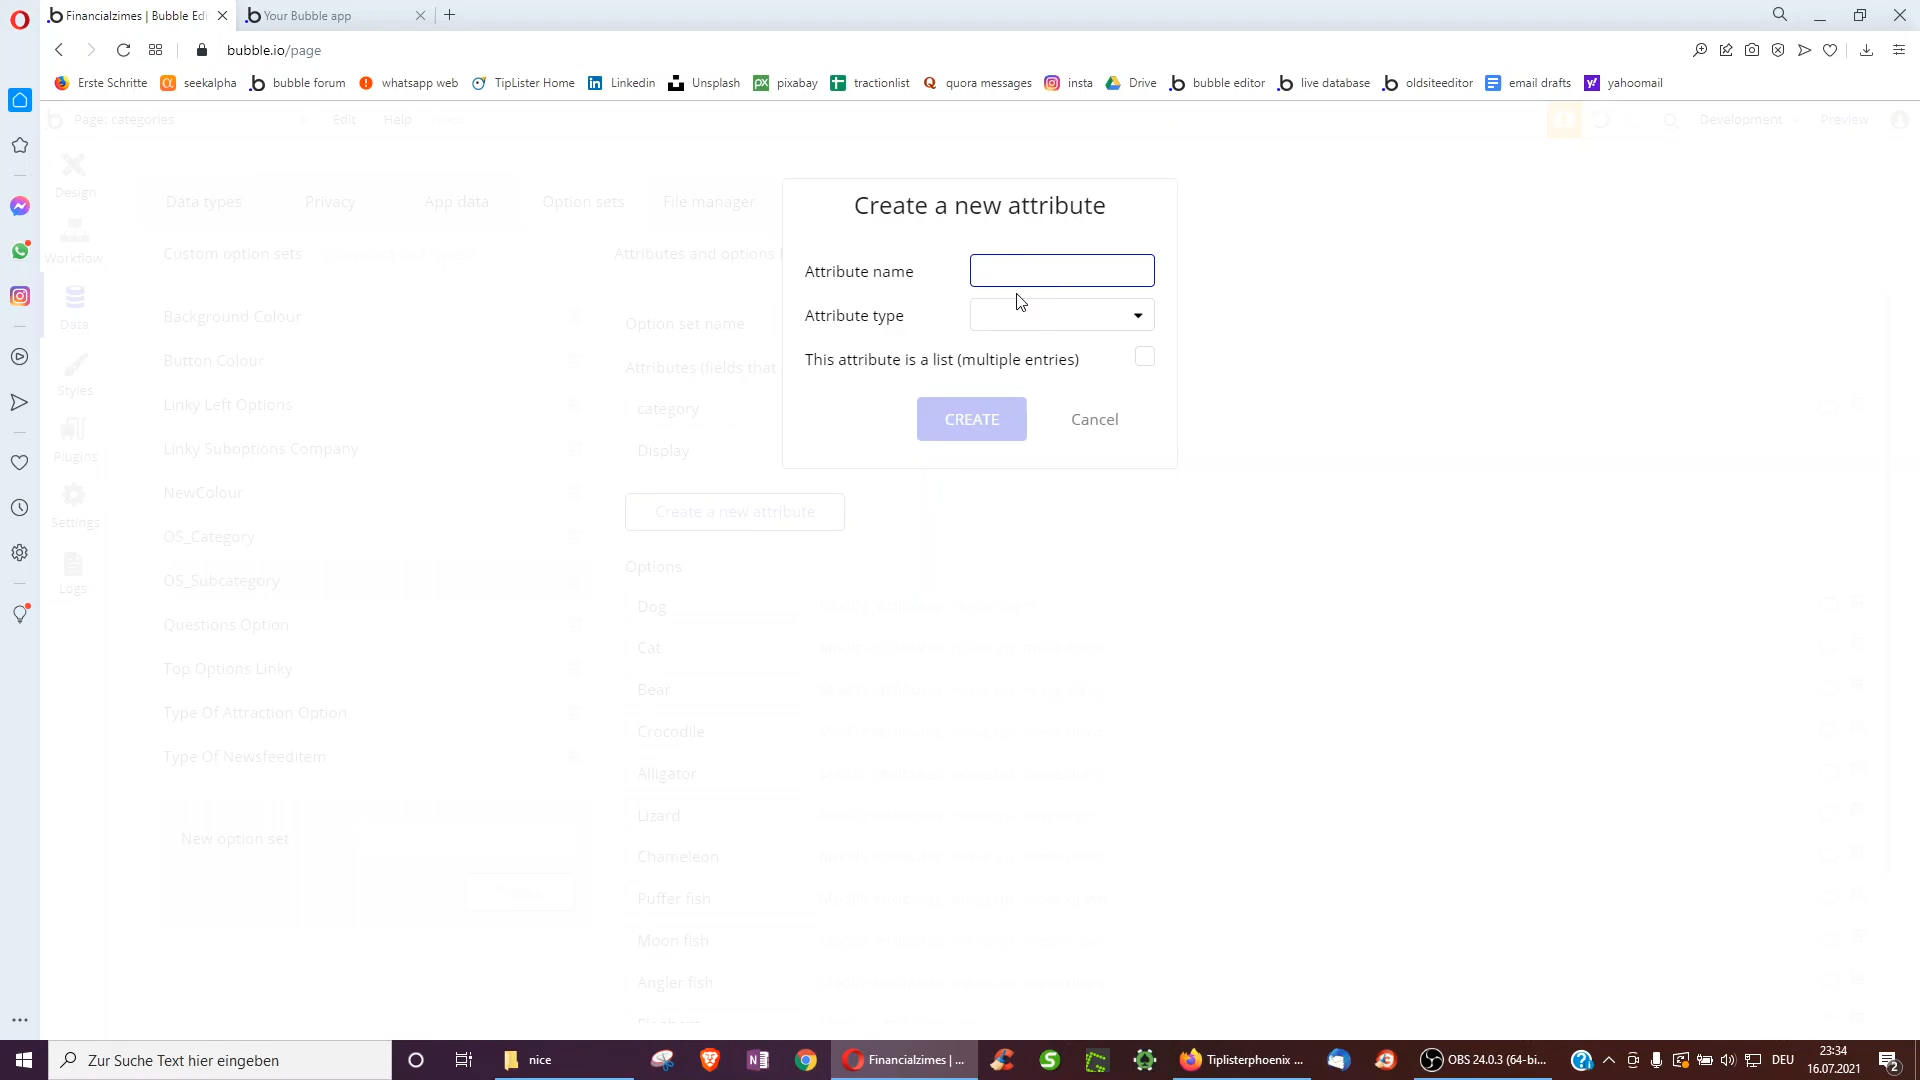 Financialzimes | Bubble Edi
Your Bubble app
bubble.io/page
Erste Schritte
seekalpha
bubble forum
whatsapp web
TipLister Home
Linkedin
Unsplash
pixabay
tractionlist
quora messages
insta
Drive
bubble editor
live database
oldsiteeditor
email drafts
yahoomail
Page: categories
Edit
Help
Development
Preview
Design
Workflow
Data
Styles
Plugins
Settings
Logs
Data types
Privacy
App data
Option sets
File manager
Custom option sets
Background Colour
Button Colour
Linky Left Options
Linky Suboptions Company
NewColour
OS_Category
OS_Subcategory
Questions Option
Top Options Linky
Type Of Attraction Option
Type Of Newsfeeditem
New option set
Attributes and options
Option set name
Attributes (fields that
category
Display
Create a new attribute
Options
Dog
Cat
Bear
Crocodile
Alligator
Lizard
Chameleon
Puffer fish
Moon fish
Angler fish
Create a new attribute
Attribute name
Attribute type
This attribute is a list (multiple entries)
CREATE
Cancel
Zur Suche Text hier eingeben
nice
Financialzimes | ...
Tiplisterphoenix ...
OBS 24.0.3 (64-bi...
DEU
23:34
16.07.2021
2